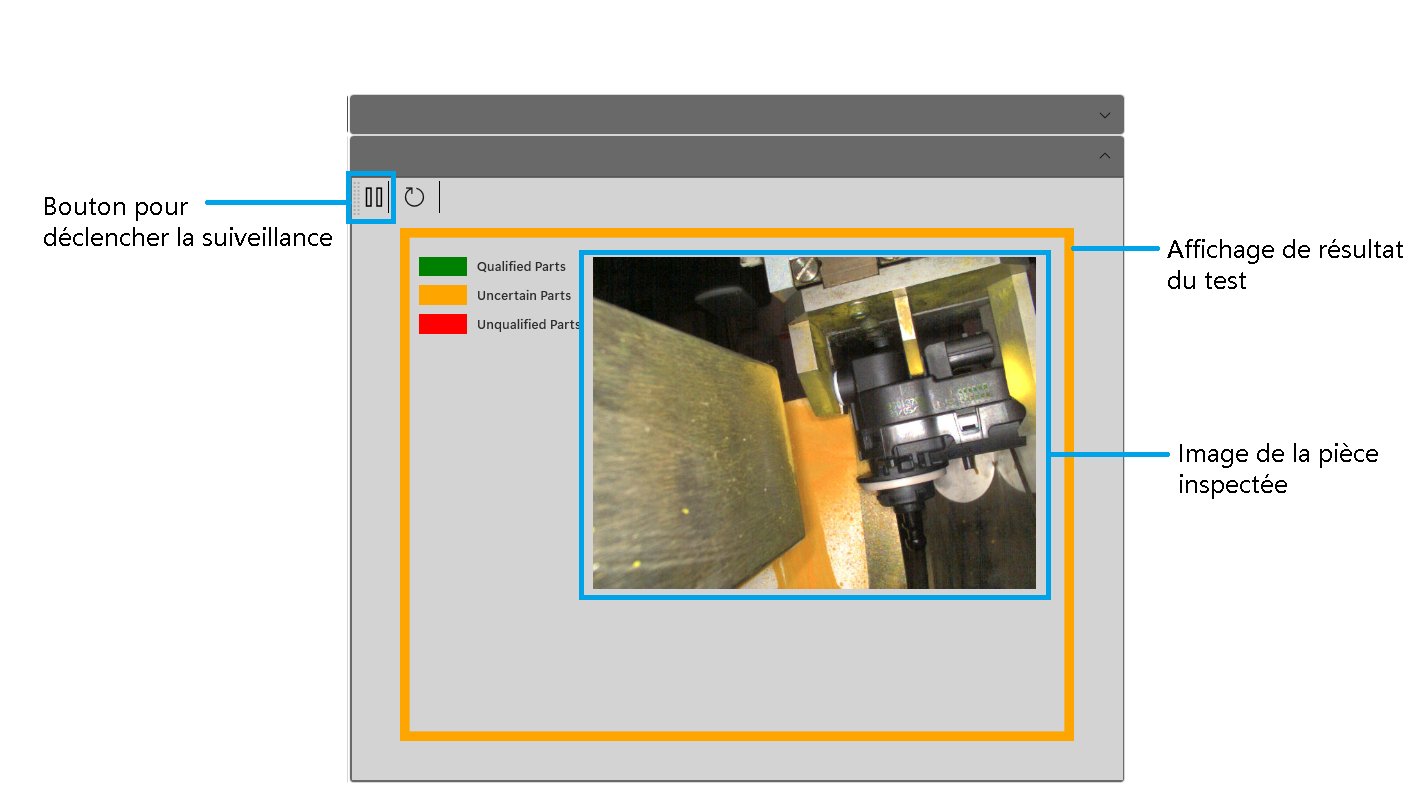 Bouton pour
déclencher la suiveillance
Qualified Parts
Uncertain Parts
Unqualified Parts
Affichage de résultat
du test
Image de la pièce
inspectée